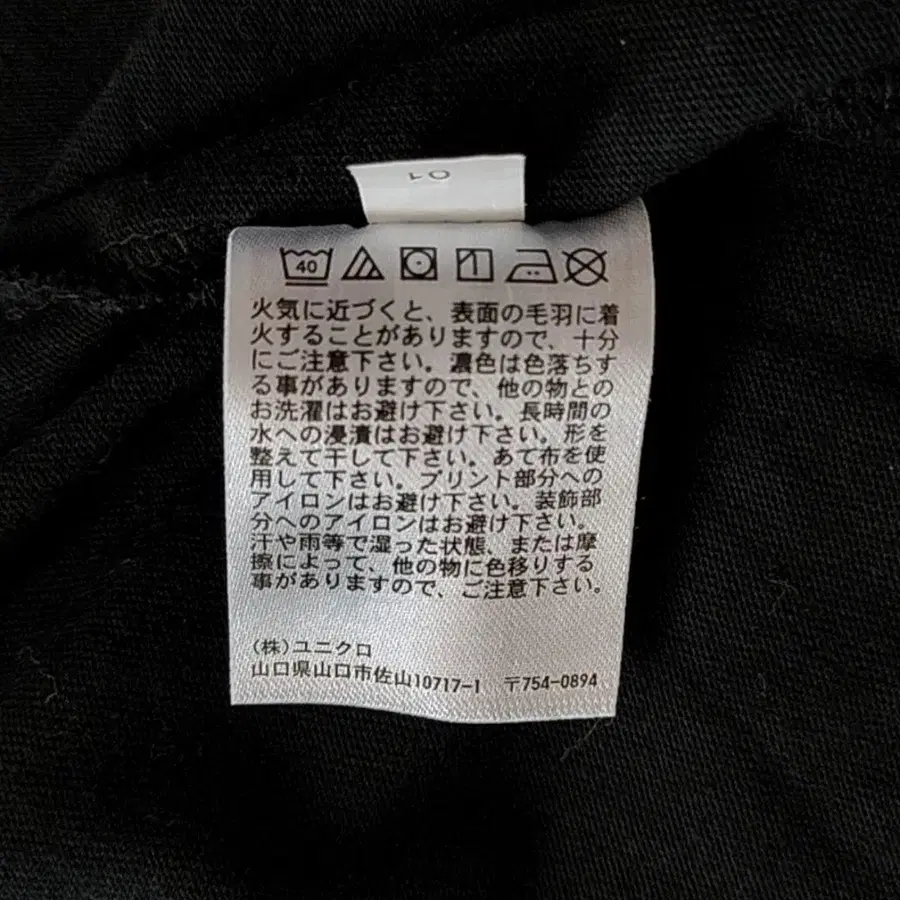 01
40
火気に近づくと、表面の毛羽に着
火することがありますので、十分
にご注意下さい。濃色は色落ちす
る事がありますので、他の物との
お洗濯はお避け下さい。長時間の
水への浸漬はお避け下さい。形を
整えて干して下さい。あて布を使
用して下さい。プリント部分への
アイロンはお避け下さい。装飾部
分へのアイロンはお避け下さい。
汗や雨等で湿った状態、または摩
擦によって、他の物に色移りする
事がありますので、ご注意下さい。
(株)ユニクロ
山口県山口市佐山10717-1 〒754-0894